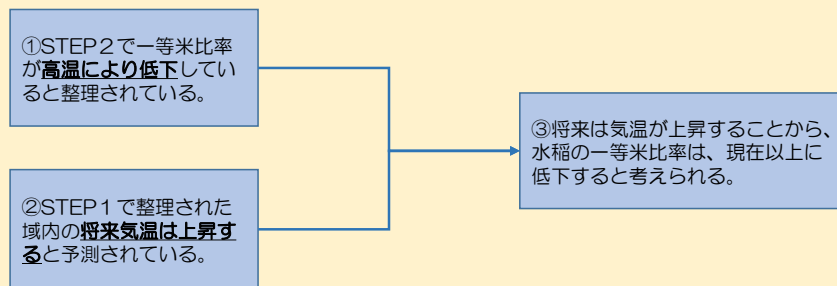 ①STEP２で一等米比率
が高温により低下してい
ると整理されている。
②STEP１で整理された
域内の将来気温は上昇す
ると予測されている。
③将来は気温が上昇することから、
水稲の一等米比率は、現在以上に
低下すると考えられる。